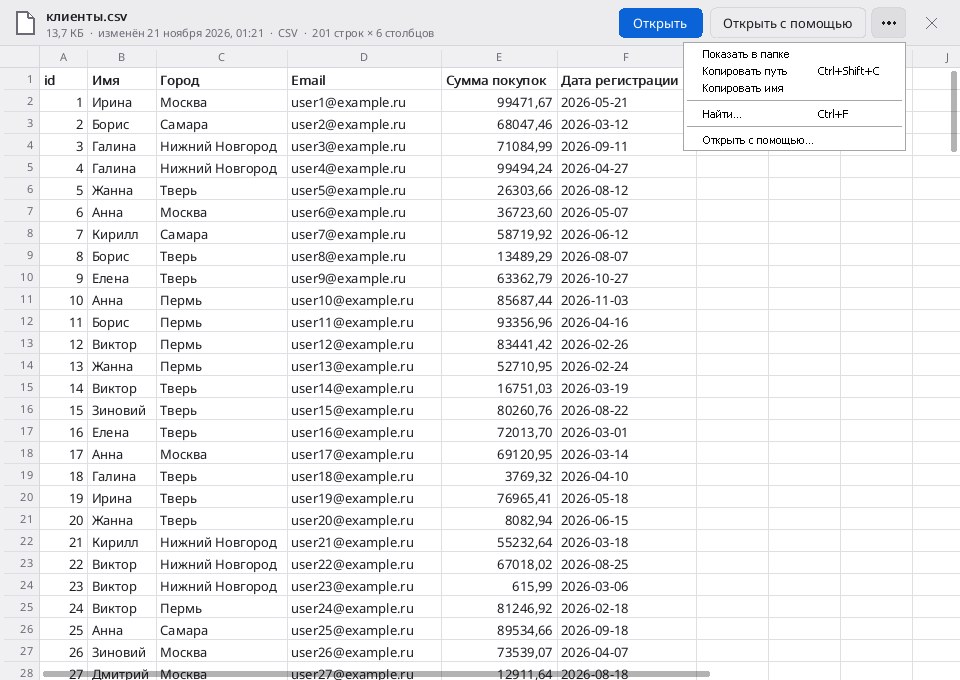 клиенты.csv
13,7 КБ · изменён 21 ноября 2026, 01:21 · CSV · 201 строк × 6 столбцов
Открыть
Открыть с помощью
•••
Показать в папке
Копировать путь Ctrl+Shift+C
Копировать имя
Найти... Ctrl+F
Открыть с помощью...
A B C D E F J
1 id Имя Город Email Сумма покупок Дата регистрации
2 1 Ирина Москва user1@example.ru 99471,67 2026-05-21
3 2 Борис Самара user2@example.ru 68047,46 2026-03-12
4 3 Галина Нижний Новгород user3@example.ru 71084,99 2026-09-11
5 4 Галина Нижний Новгород user4@example.ru 99494,24 2026-04-27
6 5 Жанна Тверь user5@example.ru 26303,66 2026-08-12
7 6 Анна Москва user6@example.ru 36723,60 2026-05-07
8 7 Кирилл Самара user7@example.ru 58719,92 2026-06-12
9 8 Борис Тверь user8@example.ru 13489,29 2026-08-07
10 9 Елена Тверь user9@example.ru 63362,79 2026-10-27
11 10 Анна Пермь user10@example.ru 85687,44 2026-11-03
12 11 Борис Пермь user11@example.ru 93356,96 2026-04-16
13 12 Виктор Пермь user12@example.ru 83441,42 2026-02-26
14 13 Жанна Пермь user13@example.ru 52710,95 2026-02-24
15 14 Виктор Тверь user14@example.ru 16751,03 2026-03-19
16 15 Зиновий Тверь user15@example.ru 80260,76 2026-08-22
17 16 Елена Тверь user16@example.ru 72013,70 2026-03-01
18 17 Анна Москва user17@example.ru 69120,95 2026-03-14
19 18 Галина Тверь user18@example.ru 3769,32 2026-04-10
20 19 Ирина Тверь user19@example.ru 76965,41 2026-05-18
21 20 Жанна Тверь user20@example.ru 8082,94 2026-06-15
22 21 Кирилл Нижний Новгород user21@example.ru 55232,64 2026-03-18
23 22 Виктор Нижний Новгород user22@example.ru 67018,02 2026-08-25
24 23 Виктор Нижний Новгород user23@example.ru 615,99 2026-03-06
25 24 Виктор Пермь user24@example.ru 81246,92 2026-02-18
26 25 Анна Самара user25@example.ru 89534,66 2026-09-18
27 26 Зиновий Москва user26@example.ru 73539,07 2026-04-07
28 27 Дмитрий Москва user27@example.ru 12911,64 2026-08-18